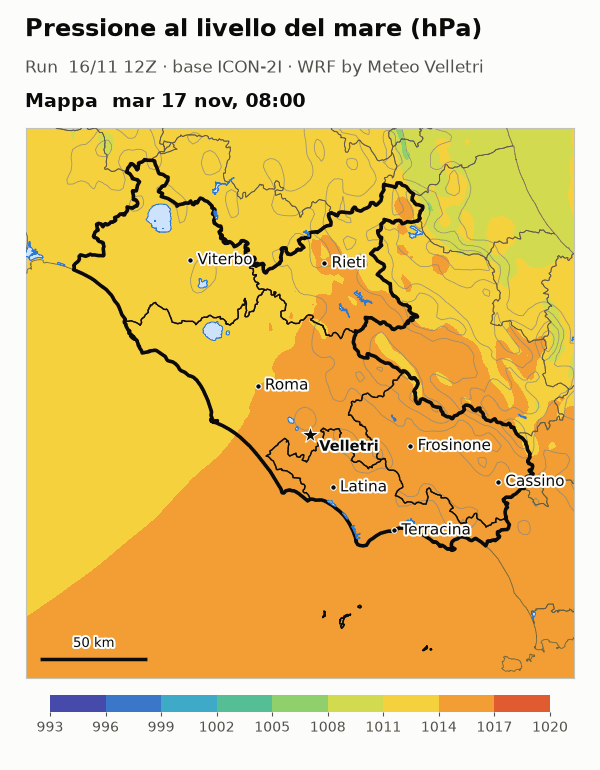 Pressione al livello del mare (hPa)
Run  16/11 12Z · base ICON-2I · WRF by Meteo Velletri
Mappa  mar 17 nov, 08:00
Viterbo
Rieti
Roma
Velletri
Frosinone
Cassino
Latina
Terracina
50 km
993 996 999 1002 1005 1008 1011 1014 1017 1020